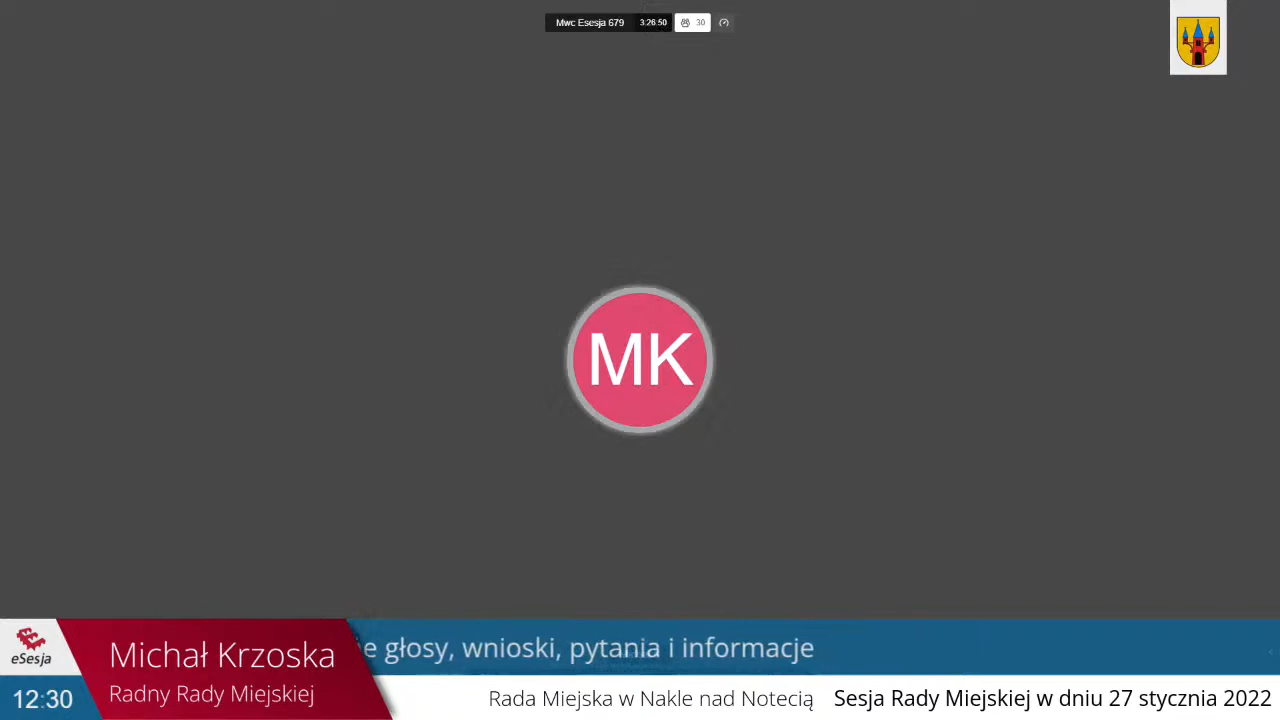 Mwc Esesja 679 3:26:50 30
MK
głosy, wnioski, pytania i informacje
Michał Krzoska
Radny Rady Miejskiej
eSesja
12:30
Rada Miejska w Nakle nad Notecią Sesja Rady Miejskiej w dniu 27 stycznia 2022